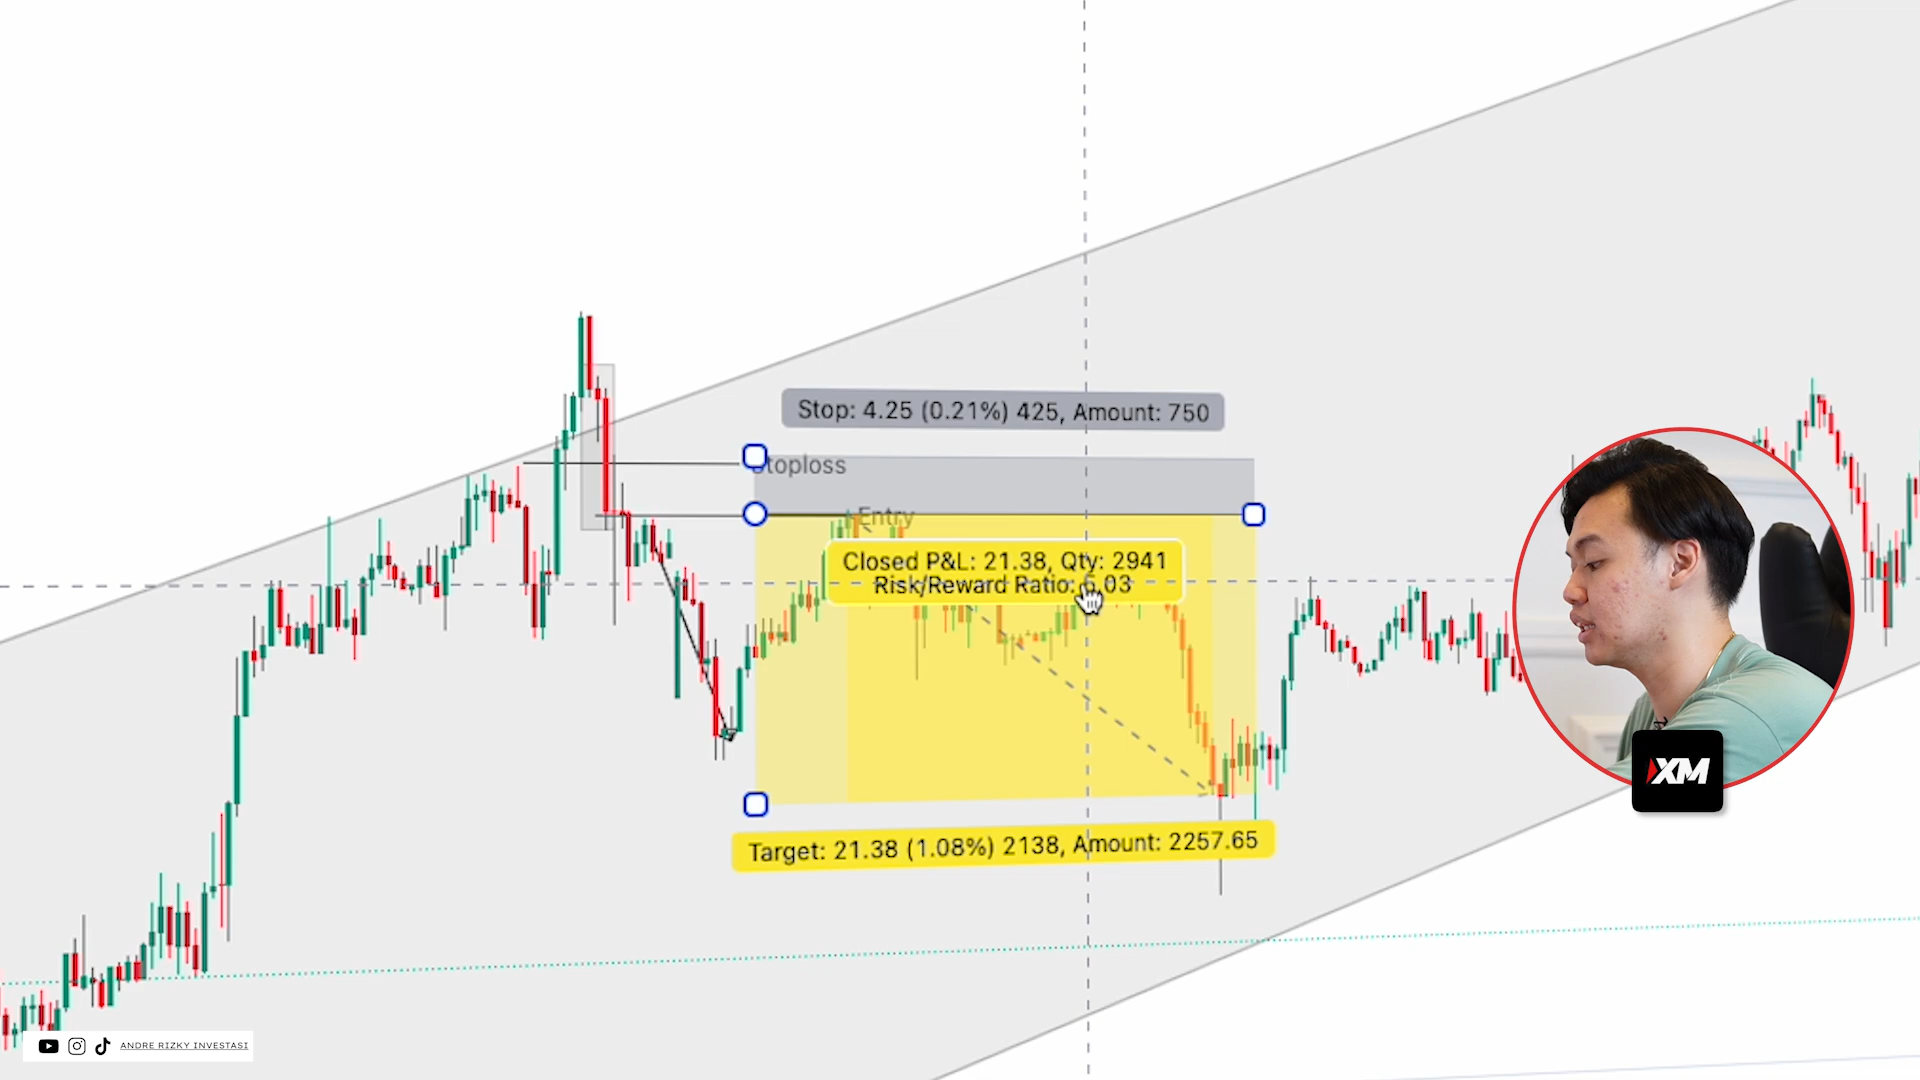 Stop: 4.25 (0.21%) 425, Amount: 750
Stoploss
Entry
Closed P&L: 21.38, Qty: 2941
Risk/Reward Ratio: 5.03
Target: 21.38 (1.08%) 2138, Amount: 2257.65
XM
ANDRE RIZKY INVESTASI